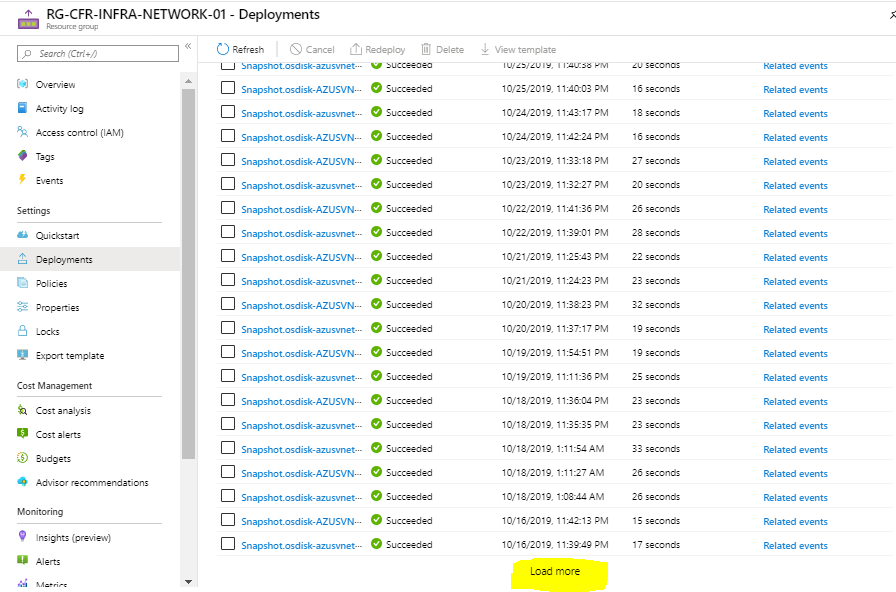 RG-CFR-INFRA-NETWORK-01 - Deployments
Resource group
Search (Ctrl+/)
«
Overview
Activity log
Access control (IAM)
Tags
Events
Settings
Quickstart
Deployments
Policies
Properties
Locks
Export template
Cost Management
Cost analysis
Cost alerts
Budgets
Advisor recommendations
Monitoring
Insights (preview)
Alerts
Metrics
Refresh Cancel Redeploy Delete View template
Snapshot.osdisk-azusvnet··· Succeeded 10/25/2019, 11:40:38 PM 20 seconds Related events
Snapshot.osdisk-AZUSVN··· Succeeded 10/25/2019, 11:40:03 PM 16 seconds Related events
Snapshot.osdisk-azusvnet··· Succeeded 10/24/2019, 11:43:17 PM 18 seconds Related events
Snapshot.osdisk-AZUSVN··· Succeeded 10/24/2019, 11:42:24 PM 16 seconds Related events
Snapshot.osdisk-AZUSVN··· Succeeded 10/23/2019, 11:33:18 PM 27 seconds Related events
Snapshot.osdisk-azusvnet··· Succeeded 10/23/2019, 11:32:27 PM 20 seconds Related events
Snapshot.osdisk-AZUSVN··· Succeeded 10/22/2019, 11:41:36 PM 26 seconds Related events
Snapshot.osdisk-azusvnet··· Succeeded 10/22/2019, 11:39:01 PM 28 seconds Related events
Snapshot.osdisk-AZUSVN··· Succeeded 10/21/2019, 11:25:43 PM 22 seconds Related events
Snapshot.osdisk-azusvnet··· Succeeded 10/21/2019, 11:24:23 PM 23 seconds Related events
Snapshot.osdisk-AZUSVN··· Succeeded 10/20/2019, 11:38:23 PM 32 seconds Related events
Snapshot.osdisk-azusvnet··· Succeeded 10/20/2019, 11:37:17 PM 19 seconds Related events
Snapshot.osdisk-AZUSVN··· Succeeded 10/19/2019, 11:54:51 PM 19 seconds Related events
Snapshot.osdisk-azusvnet··· Succeeded 10/19/2019, 11:11:36 PM 25 seconds Related events
Snapshot.osdisk-AZUSVN··· Succeeded 10/18/2019, 11:36:04 PM 23 seconds Related events
Snapshot.osdisk-azusvnet··· Succeeded 10/18/2019, 11:35:35 PM 23 seconds Related events
Snapshot.osdisk-azusvnet··· Succeeded 10/18/2019, 1:11:54 AM 33 seconds Related events
Snapshot.osdisk-AZUSVN··· Succeeded 10/18/2019, 1:11:27 AM 26 seconds Related events
Snapshot.osdisk-azusvnet··· Succeeded 10/18/2019, 1:08:44 AM 26 seconds Related events
Snapshot.osdisk-AZUSVN··· Succeeded 10/16/2019, 11:42:13 PM 15 seconds Related events
Snapshot.osdisk-azusvnet··· Succeeded 10/16/2019, 11:39:49 PM 17 seconds Related events
Load more